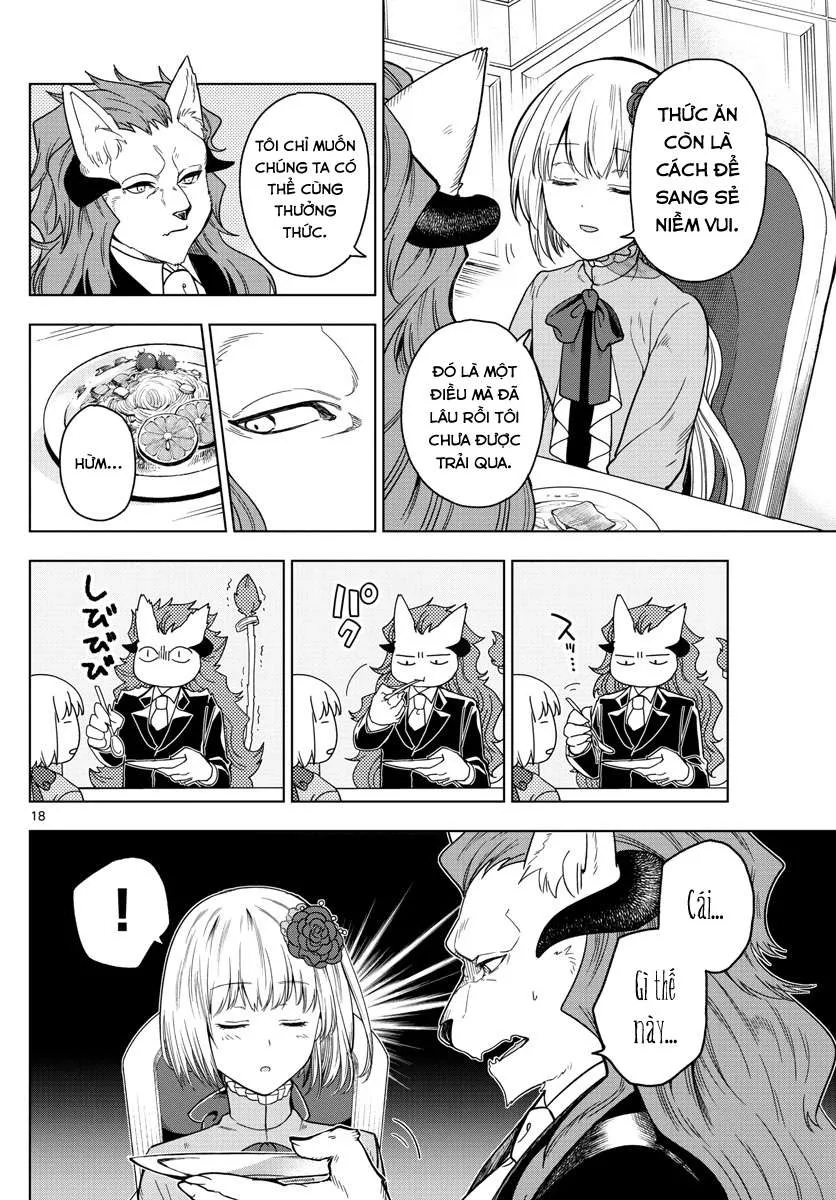 THỨC ĂN
CÒN LÀ
CÁCH ĐỂ
SANG SẺ
NIỀM VUI.
ĐÓ LÀ MỘT
ĐIỀU MÀ ĐÃ
LÂU RỒI TÔI
CHƯA ĐƯỢC
TRẢI QUA.
TÔI CHỈ MUỐN
CHÚNG TA CÓ
THỂ CÙNG
THƯỞNG
THỨC.
HỪM...
スッ...
パクッ
しびびび
18
Cái...
Gì thế
này...
!